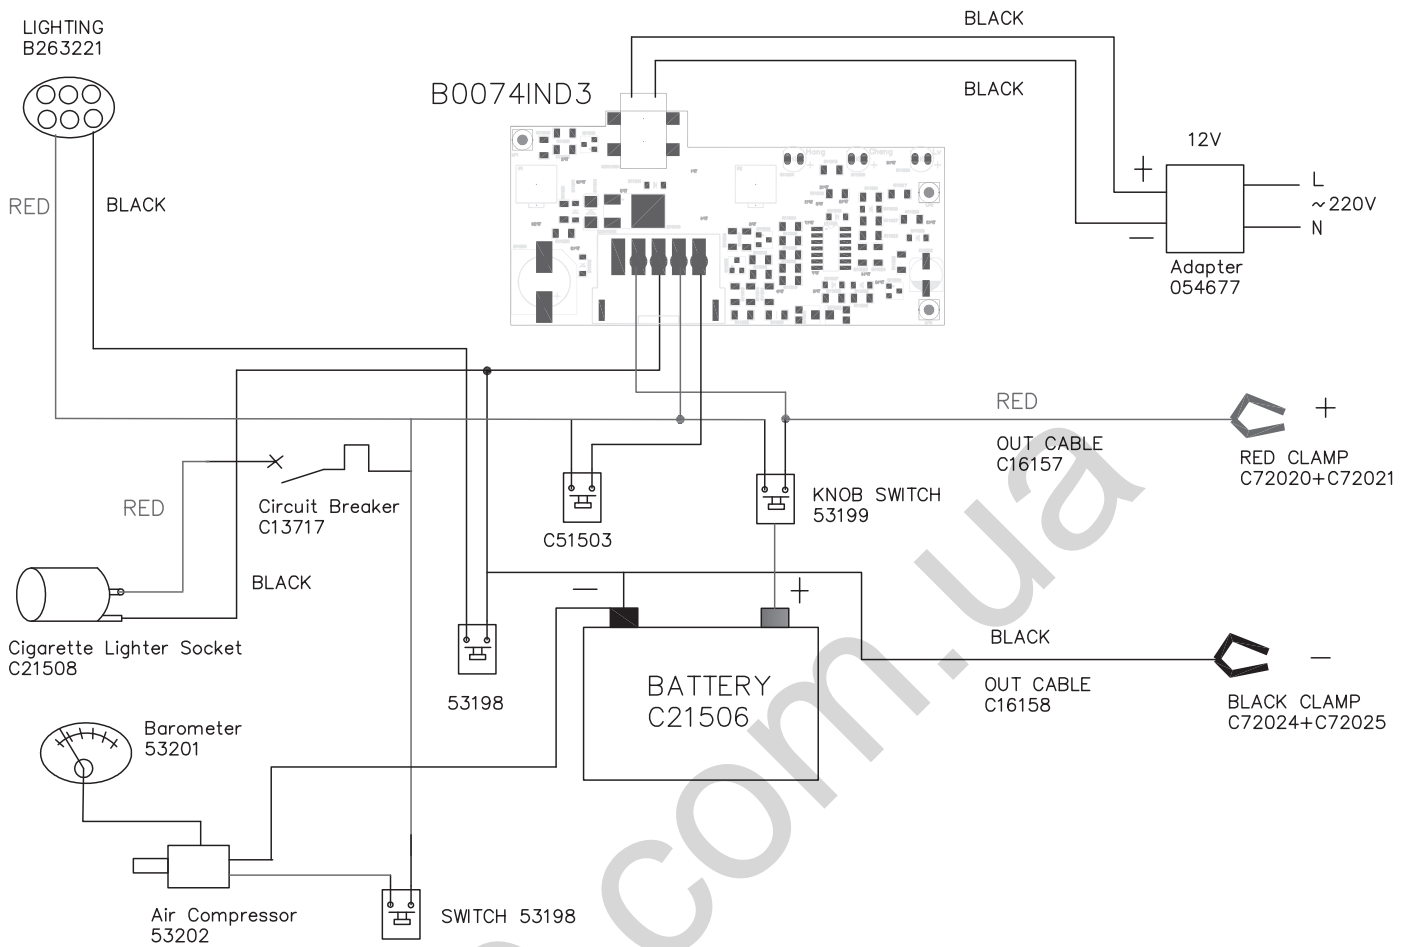 LIGHTING
B263221
RED
BLACK
B0074IND3
BLACK
BLACK
12V
+
−
L
~220V
N
Adapter
054677
RED
OUT CABLE
C16157
+
RED CLAMP
C72020+C72021
Circuit Breaker
C13717
RED
BLACK
C51503
KNOB SWITCH
53199
Cigarette Lighter Socket
C21508
53198
−
+
BATTERY
C21506
BLACK
OUT CABLE
C16158
−
BLACK CLAMP
C72024+C72025
Barometer
53201
Air Compressor
53202
SWITCH 53198
com.ua